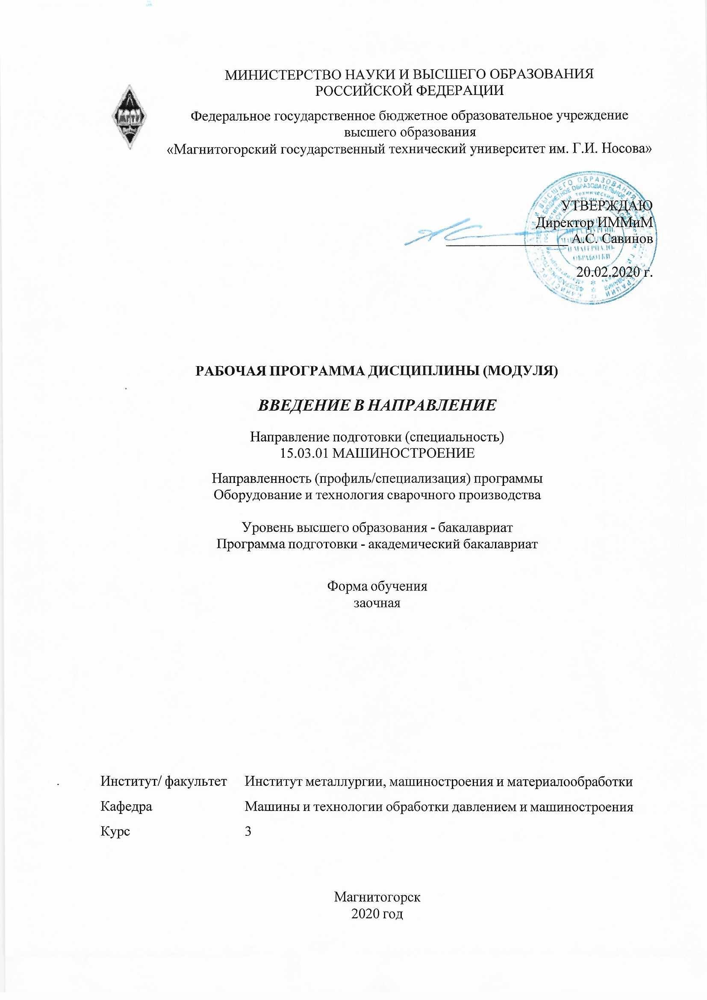 МИНИСТЕРСТВО НАУКИ И ВЫСШЕГО ОБРАЗОВАНИЯ
РОССИЙСКОЙ ФЕДЕРАЦИИ
Федеральное государственное бюджетное образовательное учреждение
высшего образования
«Магнитогорский государственный технический университет им. Г.И. Носова»
УТВЕРЖДАЮ
Директор ИММиМ
А.С. Савинов
20.02.2020 г.
РАБОЧАЯ ПРОГРАММА ДИСЦИПЛИНЫ (МОДУЛЯ)
ВВЕДЕНИЕ В НАПРАВЛЕНИЕ
Направление подготовки (специальность)
15.03.01 МАШИНОСТРОЕНИЕ
Направленность (профиль/специализация) программы
Оборудование и технология сварочного производства
Уровень высшего образования - бакалавриат
Программа подготовки - академический бакалавриат
Форма обучения
заочная
Институт/ факультет Институт металлургии, машиностроения и материалообработки
Кафедра Машины и технологии обработки давлением и машиностроения
Курс 3
Магнитогорск
2020 год